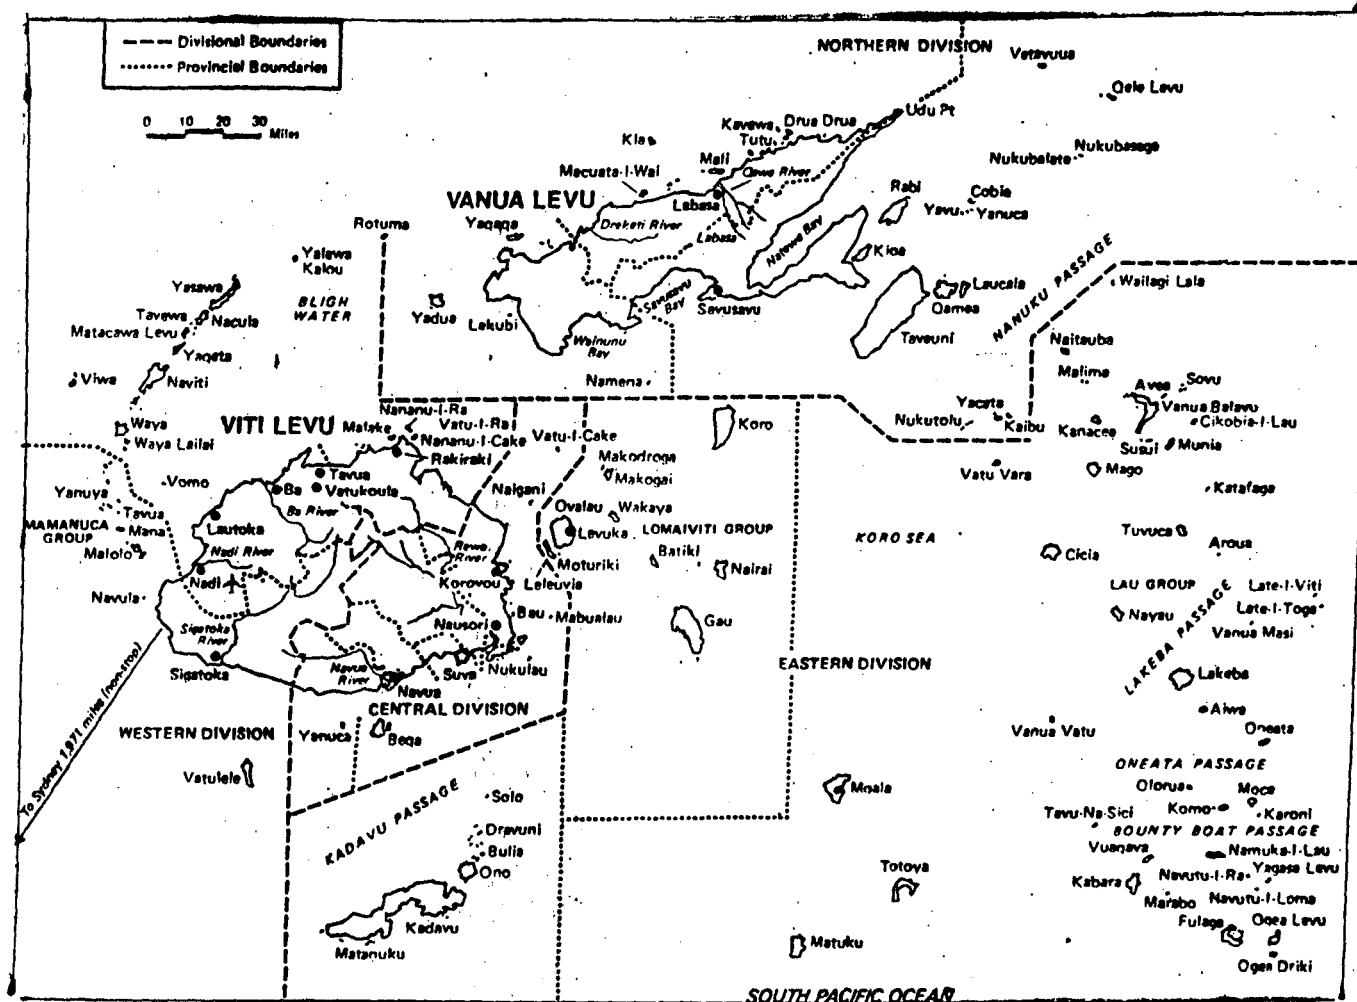 Divisional Boundaries
Provincial Boundaries
0 10 20 30 Miles
NORTHERN DIVISION
Vetavuua
Qele Levu
Udu Pt
Kavewa
Drua Drua
Tutu
Kia
Mali
Qawa River
Macuata-I-Wai
Nukubalate
Nukubasaga
VANUA LEVU
Labasa
Rabi
Cobia
Yavu
Yanuca
Rotuma
Yaqaga
Dreketi River
Labasa
Natewa Bay
Kioa
NANUKU PASSAGE
Yalewa
Kalou
Yasawa
BLIGH
WATER
Yadua
Lekubi
Savusavu
Bay
Savusavu
Laucala
Qamea
Wailagi Lala
Tavewa
Nacula
Matacawa Levu
Yaqeta
Wainunu
Bay
Taveuni
Naitauba
Viwa
Naviti
Namena
Malima
Avea
Sovu
Waya
VITI LEVU
Nananu-I-Ra
Vatu-I-Ra
Malake
Nananu-I-Cake
Vatu-I-Cake
Koro
Nukutolu
Yacata
Kaibu
Kanacea
Vanua Balavu
Cikobia-I-Lau
Waya Lailai
Rakiraki
Makodroga
Makogai
Vatu Vara
Susui
Munia
Mago
Yanuya
Vomo
Tavua
Ba
Vatukoula
Naigani
Katafaga
Tavua
MAMANUCA
GROUP
Mana
Lautoka
Ba River
Ovalau
Wakaya
Levuka
LOMAIVITI GROUP
KORO SEA
Tuvuca
Malolo
Nadi River
Rewa
River
Batiki
Cicia
Aroua
Nadi
Korovou
Moturiki
Leleuvia
Nairai
LAU GROUP
Late-I-Viti
Navula
Bau
Mabualau
Gau
Nayau
Late-I-Toga
Sigatoka
River
Nausori
Vanua Masi
LAKEBA PASSAGE
Sigatoka
Navua
River
Suva
Nukulau
EASTERN DIVISION
Lakeba
Navua
To Sydney 1,971 miles (non-stop)
CENTRAL DIVISION
Aiwa
WESTERN DIVISION
Yanuca
Beqa
Vanua Vatu
Oneata
Vatulele
ONEATA PASSAGE
KADAVU PASSAGE
Solo
Moala
Olorua
Moce
Tavu-Na-Sici
Komo
Karoni
Dravuni
BOUNTY BOAT PASSAGE
Bulia
Vuanava
Namuka-I-Lau
Ono
Totoya
Kabara
Navutu-I-Ra
Yagasa Levu
Marabo
Navutu-I-Loma
Kadavu
Fulaga
Ogea Levu
Matanuku
Matuku
Ogea Driki
SOUTH PACIFIC OCEAN